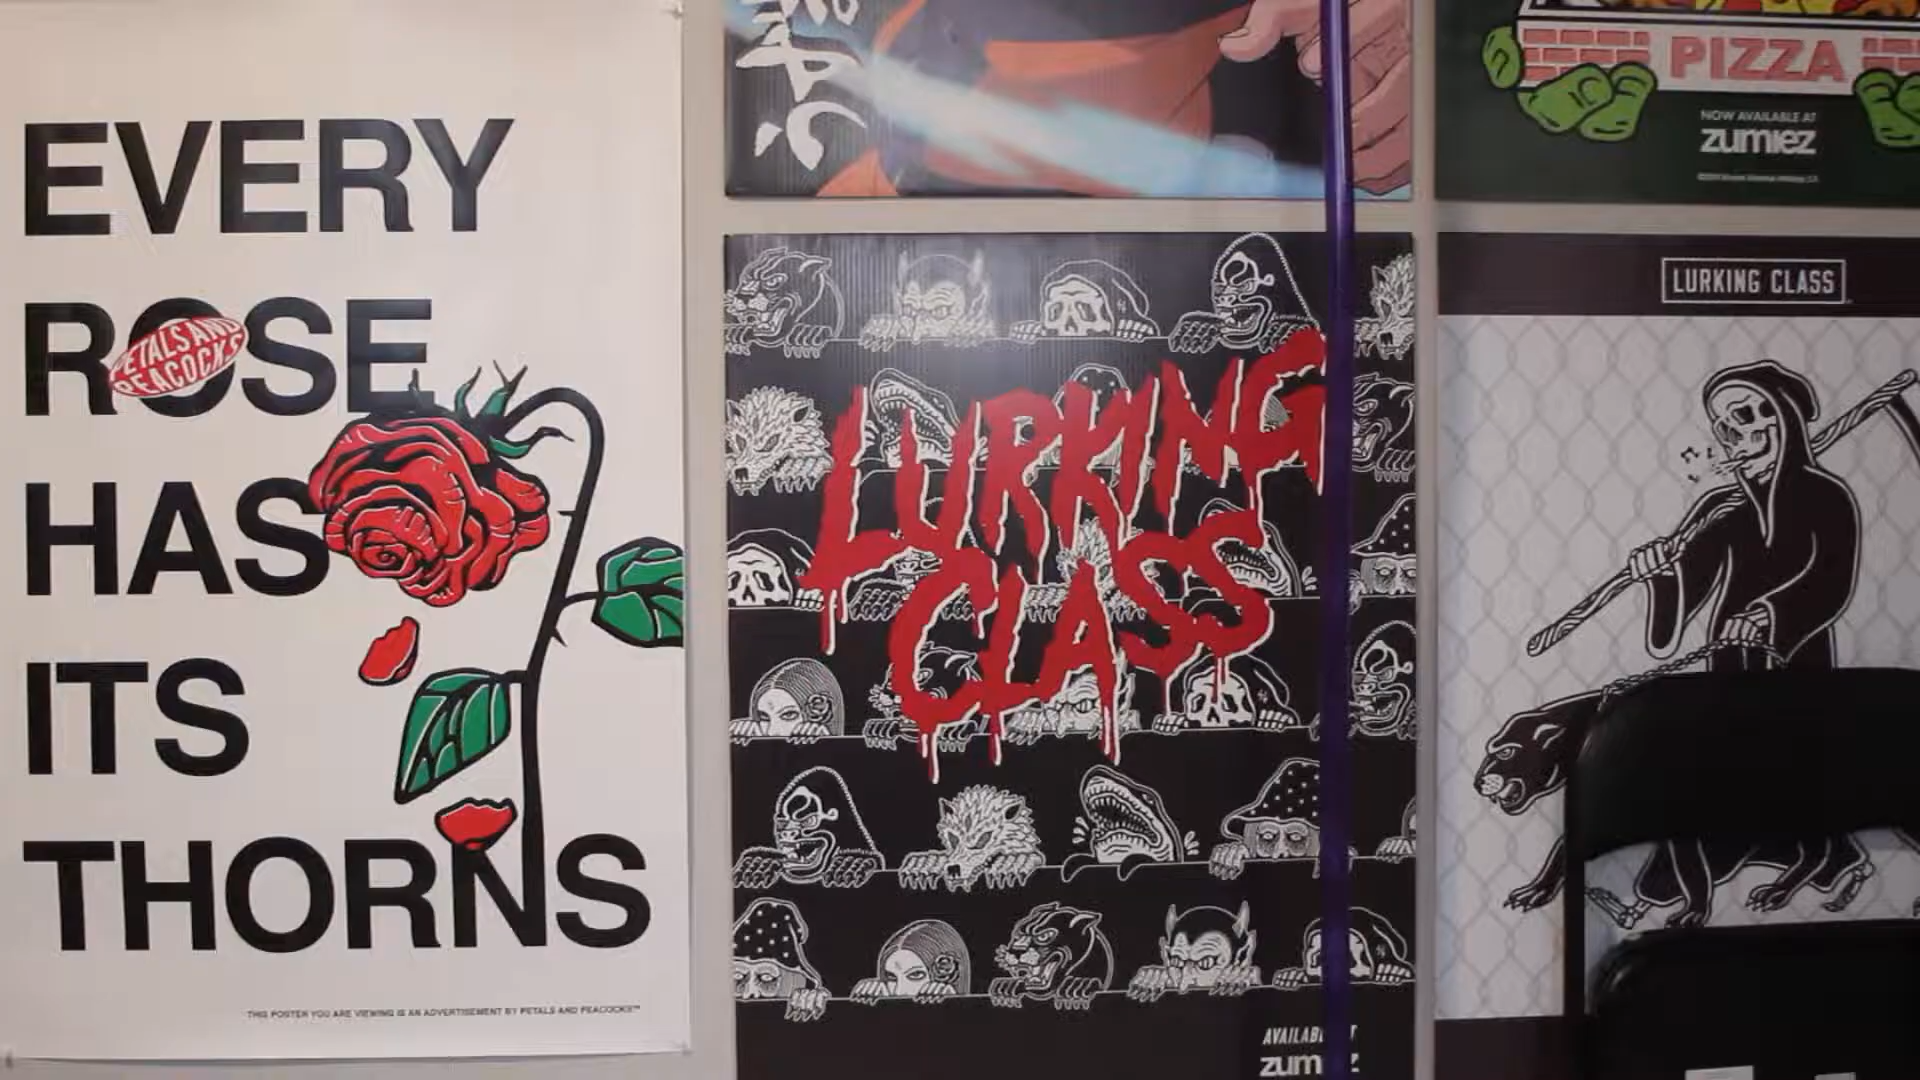 EVERY
ROSE
PETALS AND
PEACOCKS
HAS
ITS
THORNS
THIS POSTER YOU ARE VIEWING IS AN ADVERTISEMENT BY PETALS AND PEACOCKS™
LURKING
CLASS
zumiez
PIZZA
NOW AVAILABLE AT
zumiez
LURKING CLASS